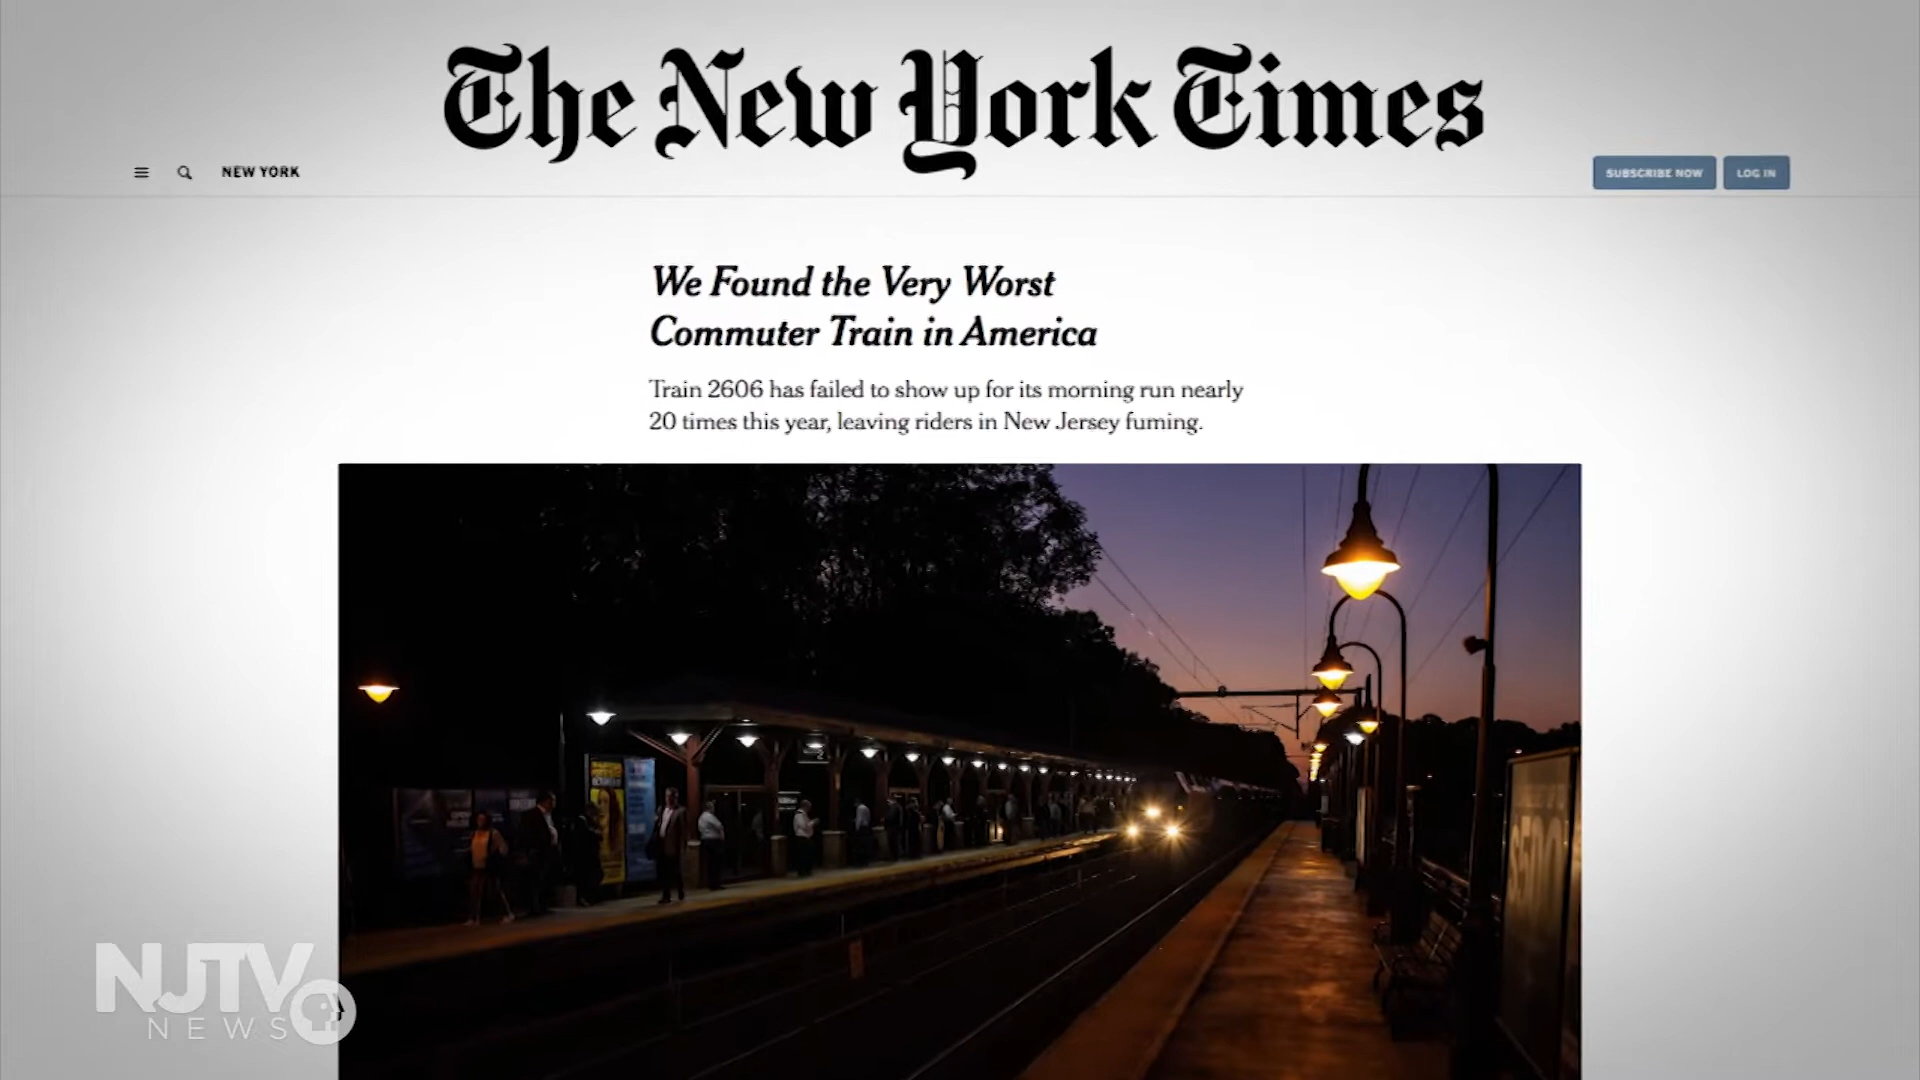 The New York Times
NEW YORK
SUBSCRIBE NOW
LOG IN
We Found the Very Worst
Commuter Train in America
Train 2606 has failed to show up for its morning run nearly
20 times this year, leaving riders in New Jersey fuming.
2
NJTV
NEWS